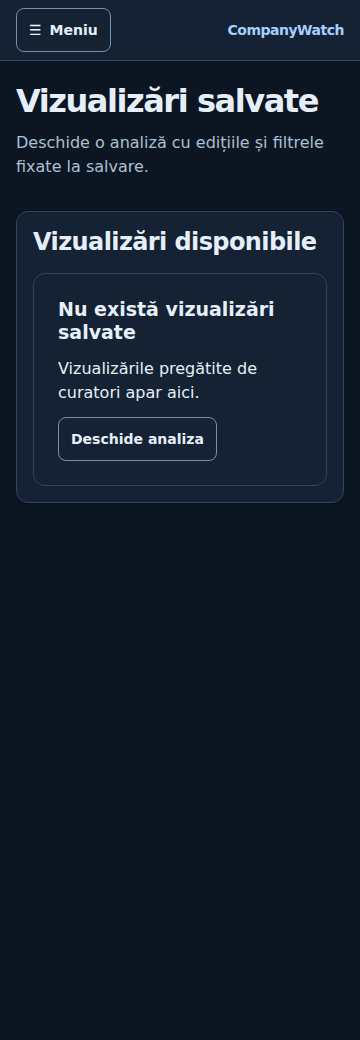 ☰ Meniu
CompanyWatch
Vizualizări salvate
Deschide o analiză cu edițiile și filtrele
fixate la salvare.
Vizualizări disponibile
Nu există vizualizări
salvate
Vizualizările pregătite de
curatori apar aici.
Deschide analiza